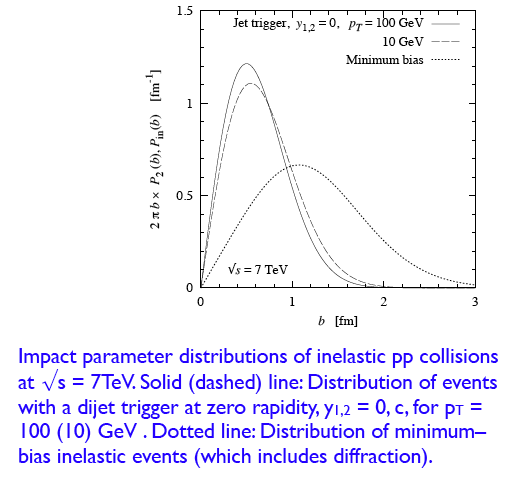 1.5
Jet trigger, y1,2 = 0, pT = 100 GeV
10 GeV
Minimum bias
1
0.5
0
2 π b × P2 (b), Pin(b) [fm-1]
√s = 7 TeV
0 1 2 3
b [fm]
Impact parameter distributions of inelastic pp collisions
at √s = 7TeV. Solid (dashed) line: Distribution of events
with a dijet trigger at zero rapidity, y1,2 = 0, c, for pT =
100 (10) GeV . Dotted line: Distribution of minimum–
bias inelastic events (which includes diffraction).